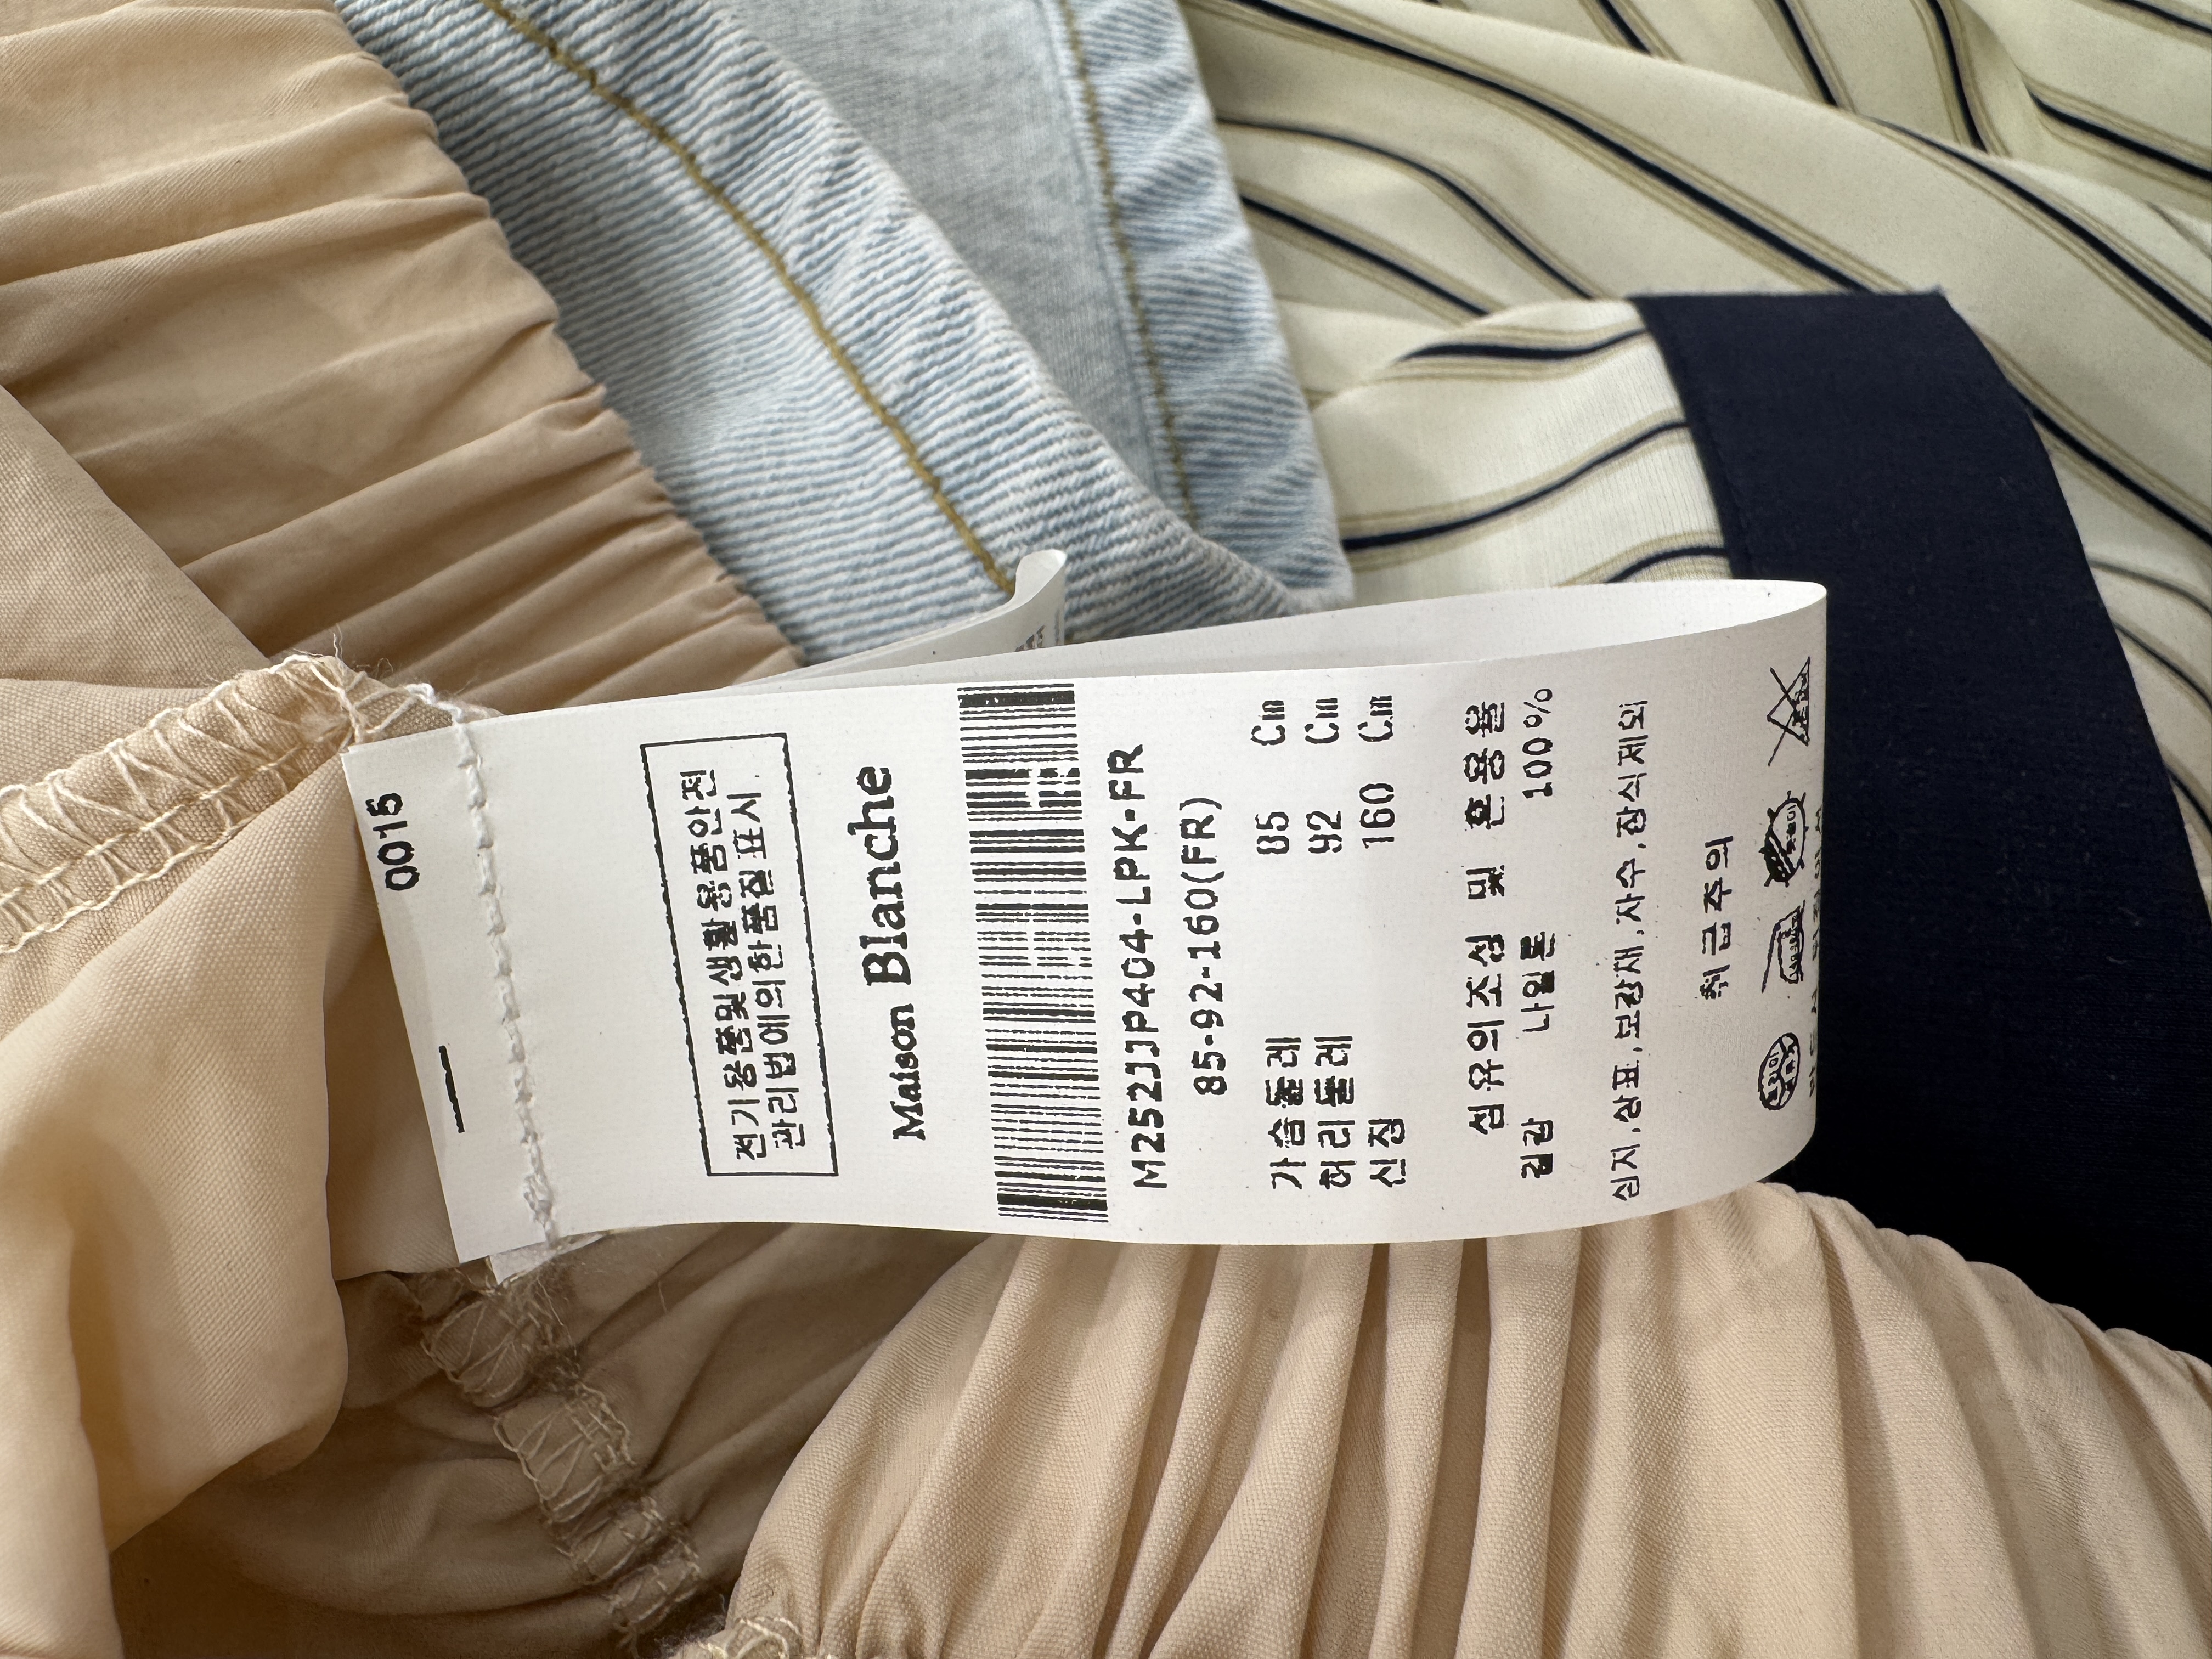 0015
전기용품및생활용품안전
관리법에의한품질표시
Maison Blanche
M252JJP404-LPK-FR
85-92-160(FR)
가슴둘레 85 Cm
허리둘레 92 Cm
신장 160 Cm
섬유의조성 및 혼용율
겉감 나일론 100%
심지,상표,보강재,자수,장식제외
취급주의